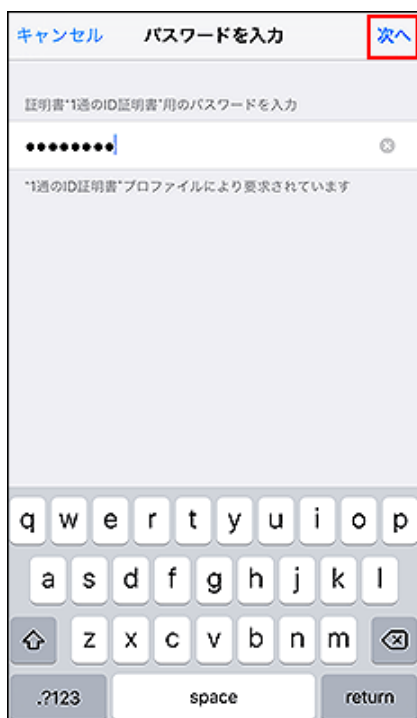 キャンセル パスワードを入力 次へ
証明書"1通のID証明書"用のパスワードを入力
●●●●●●●●
"1通のID証明書"プロファイルにより要求されています
q w e r t y u i o p
a s d f g h j k l
z x c v b n m
.?123 space return